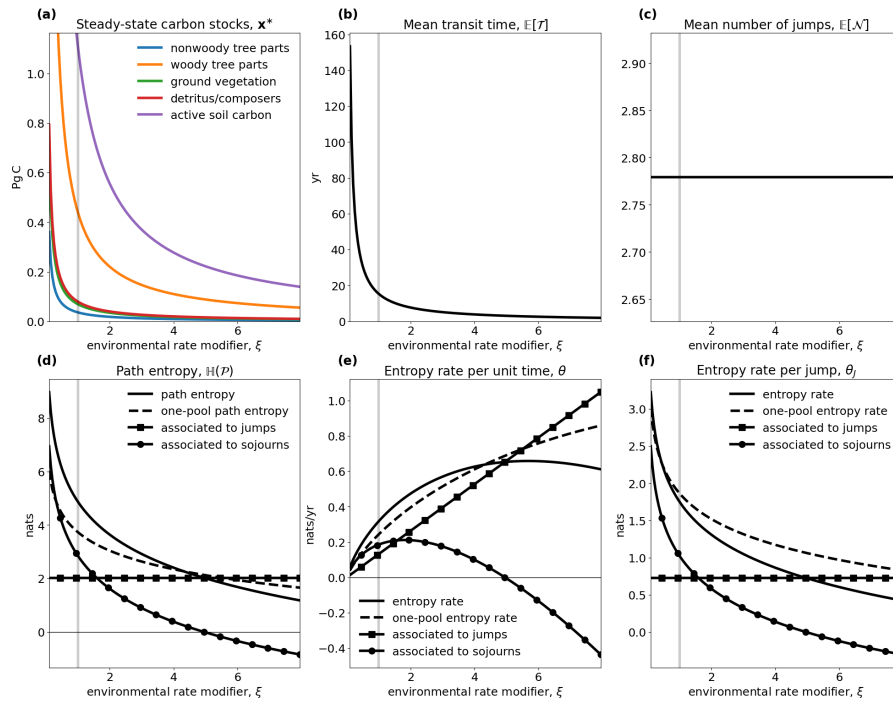 (a)
Steady-state carbon stocks, x*
Pg C
1.0
0.8
0.6
0.4
0.2
0.0
nonwoody tree parts
woody tree parts
ground vegetation
detritus/composers
active soil carbon
2 4 6
environmental rate modifier, ξ
(b)
Mean transit time, 𝔼[𝒯]
yr
160
140
120
100
80
60
40
20
0
2 4 6
environmental rate modifier, ξ
(c)
Mean number of jumps, 𝔼[𝒩]
2.90
2.85
2.80
2.75
2.70
2.65
2 4 6
environmental rate modifier, ξ
(d)
Path entropy, ℍ(𝒫)
nats
8
6
4
2
0
path entropy
one-pool path entropy
associated to jumps
associated to sojourns
2 4 6
environmental rate modifier, ξ
(e)
Entropy rate per unit time, θ
nats/yr
1.0
0.8
0.6
0.4
0.2
0.0
−0.2
−0.4
entropy rate
one-pool entropy rate
associated to jumps
associated to sojourns
2 4 6
environmental rate modifier, ξ
(f)
Entropy rate per jump, θ_J
nats
3.0
2.5
2.0
1.5
1.0
0.5
0.0
entropy rate
one-pool entropy rate
associated to jumps
associated to sojourns
2 4 6
environmental rate modifier, ξ